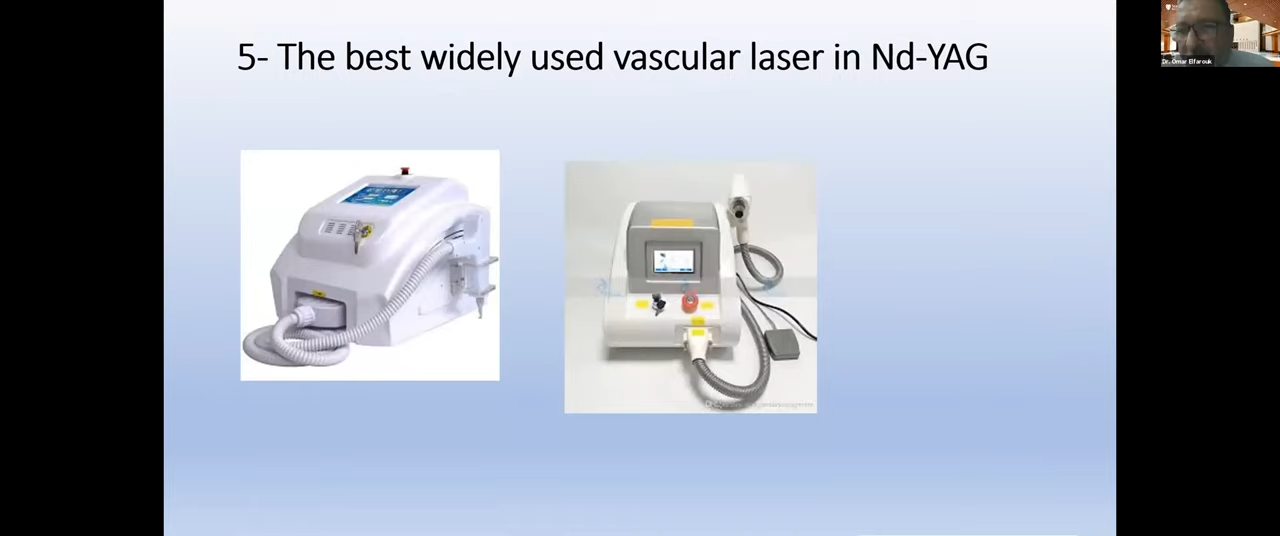 5- The best widely used vascular laser in Nd-YAG
Dr. Omar Elfarouk